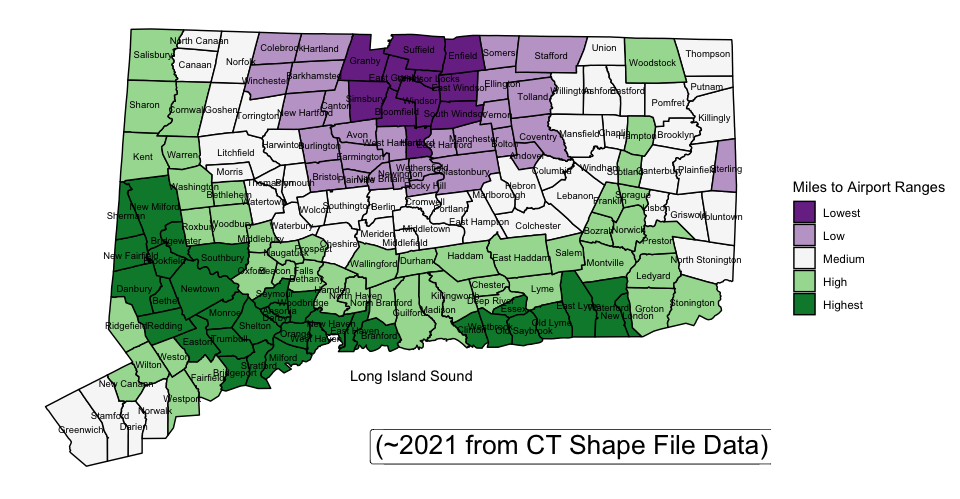 Salisbury
North Canaan
Canaan
Norfolk
Colebrook
Hartland
Granby
Suffield
Enfield
Somers
Stafford
Union
Woodstock
Thompson
Winchester
Barkhamsted
East Granby
Windsor Locks
East Windsor
Ellington
Tolland
Willington
Ashford
Eastford
Putnam
Pomfret
Killingly
Sharon
Cornwall
Goshen
Torrington
New Hartford
Canton
Simsbury
Bloomfield
Windsor
South Windsor
Vernon
Coventry
Mansfield
Chaplin
Hampton
Brooklyn
Kent
Warren
Litchfield
Harwinton
Burlington
Avon
West Hartford
Hartford
East Hartford
Manchester
Bolton
Andover
Columbia
Windham
Scotland
Canterbury
Plainfield
Sterling
Morris
Washington
Bethlehem
Thomaston
Plymouth
Bristol
Farmington
Plainville
New Britain
Newington
Wethersfield
Rocky Hill
Glastonbury
Hebron
Marlborough
Lebanon
Franklin
Sprague
Lisbon
Griswold
Voluntown
Sherman
New Milford
Roxbury
Woodbury
Watertown
Waterbury
Wolcott
Southington
Berlin
Cromwell
Portland
East Hampton
Colchester
Bozrah
Norwich
Preston
North Stonington
Meriden
Middletown
Middlefield
New Fairfield
Bridgewater
Brookfield
Southbury
Middlebury
Naugatuck
Prospect
Cheshire
Wallingford
Durham
Haddam
East Haddam
Salem
Montville
Ledyard
Oxford
Beacon Falls
Bethany
Hamden
North Haven
North Branford
Guilford
Madison
Killingworth
Chester
Deep River
Essex
Lyme
East Lyme
Waterford
New London
Groton
Stonington
Danbury
Bethel
Newtown
Seymour
Ansonia
Derby
Woodbridge
New Haven
East Haven
Branford
Clinton
Westbrook
Old Saybrook
Old Lyme
Ridgefield
Redding
Monroe
Shelton
Orange
West Haven
Easton
Trumbull
Milford
Stratford
Bridgeport
Wilton
Weston
Fairfield
New Canaan
Westport
Norwalk
Stamford
Darien
Greenwich
Long Island Sound
(~2021 from CT Shape File Data)
Miles to Airport Ranges
Lowest
Low
Medium
High
Highest